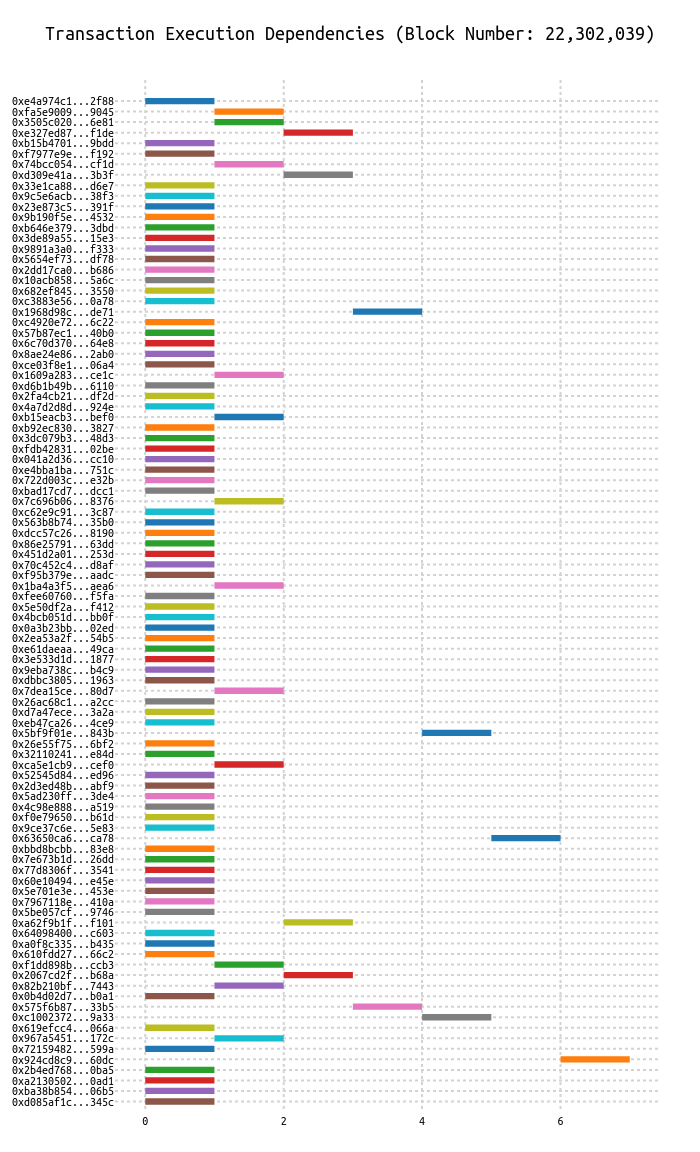 Transaction Execution Dependencies (Block Number: 22,302,039)
0xe4a974c1...2f88
0xfa5e9009...9045
0x3505c020...6e81
0xe327ed87...f1de
0xb15b4701...9bdd
0xf7977e9e...f192
0x74bcc054...cf1d
0xd309e41a...3b3f
0x33e1ca88...d6e7
0x9c5e6acb...38f3
0x23e873c5...391f
0x9b190f5e...4532
0xb646e379...3dbd
0x3de89a55...15e3
0x9891a3a0...f333
0x5654ef73...df78
0x2dd17ca0...b686
0x10acb858...5a6c
0x682ef845...3550
0xc3883e56...0a78
0x1968d98c...de71
0xc4920e72...6c22
0x57b87ec1...40b0
0x6c70d370...64e8
0x8ae24e86...2ab0
0xce03f8e1...06a4
0x1609a283...ce1c
0xd6b1b49b...6110
0x2fa4cb21...df2d
0x4a7d2d8d...924e
0xb15eacb3...bef0
0xb92ec830...3827
0x3dc079b3...48d3
0xfdb42831...02be
0x041a2d36...cc10
0xe4bba1ba...751c
0x722d003c...e32b
0xbad17cd7...dcc1
0x7c696b06...8376
0xc62e9c91...3c87
0x563b8b74...35b0
0xdcc57c26...8190
0x86e25791...63dd
0x451d2a01...253d
0x70c452c4...d8af
0xf95b379e...aadc
0x1ba4a3f5...aea6
0xfee60760...f5fa
0x5e50df2a...f412
0x4bcb051d...bb0f
0x0a3b23bb...02ed
0x2ea53a2f...54b5
0xe61daeaa...49ca
0x3e533d1d...1877
0x9eba738c...b4c9
0xdbbc3805...1963
0x7dea15ce...80d7
0x26ac68c1...a2cc
0xd7a47ece...3a2a
0xeb47ca26...4ce9
0x5bf9f01e...843b
0x26e55f75...6bf2
0x32110241...e84d
0xca5e1cb9...cef0
0x52545d84...ed96
0x2d3ed48b...abf9
0x5ad230ff...3de4
0x4c98e888...a519
0xf0e79650...b61d
0x9ce37c6e...5e83
0x63650ca6...ca78
0xbbd8bcbb...83e8
0x7e673b1d...26dd
0x77d8306f...3541
0x60e10494...e45e
0x5e701e3e...453e
0x7967118e...410a
0x5be057cf...9746
0xa62f9b1f...f101
0x64098400...c603
0xa0f8c335...b435
0x610fdd27...66c2
0xf1dd898b...ccb3
0x2067cd2f...b68a
0x82b210bf...7443
0x0b4d02d7...b0a1
0x575f6b87...33b5
0xc1002372...9a33
0x619efcc4...066a
0x967a5451...172c
0x72159482...599a
0x924cd8c9...60dc
0x2b4ed768...0ba5
0xa2130502...0ad1
0xba38b854...06b5
0xd085af1c...345c
0 2 4 6